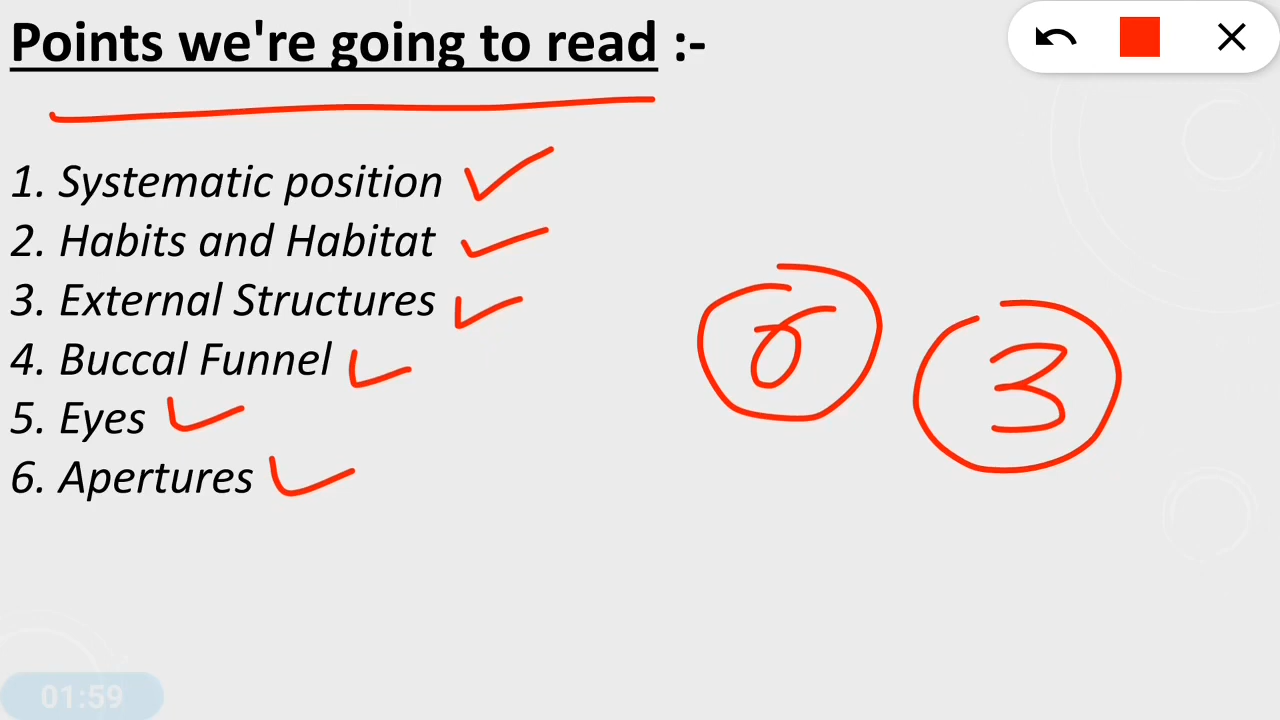 Points we're going to read :-
1. Systematic position
2. Habits and Habitat
3. External Structures
4. Buccal Funnel
5. Eyes
6. Apertures
6
3
01:59